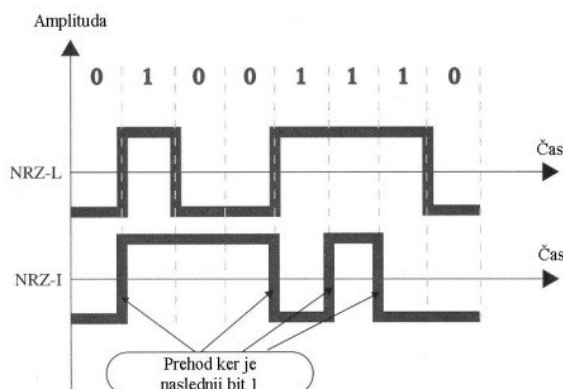 Amplituda
0 1 0 0 1 1 1 0
Čas
NRZ-L
Čas
NRZ-I
Prehod ker je
naslednji bit 1